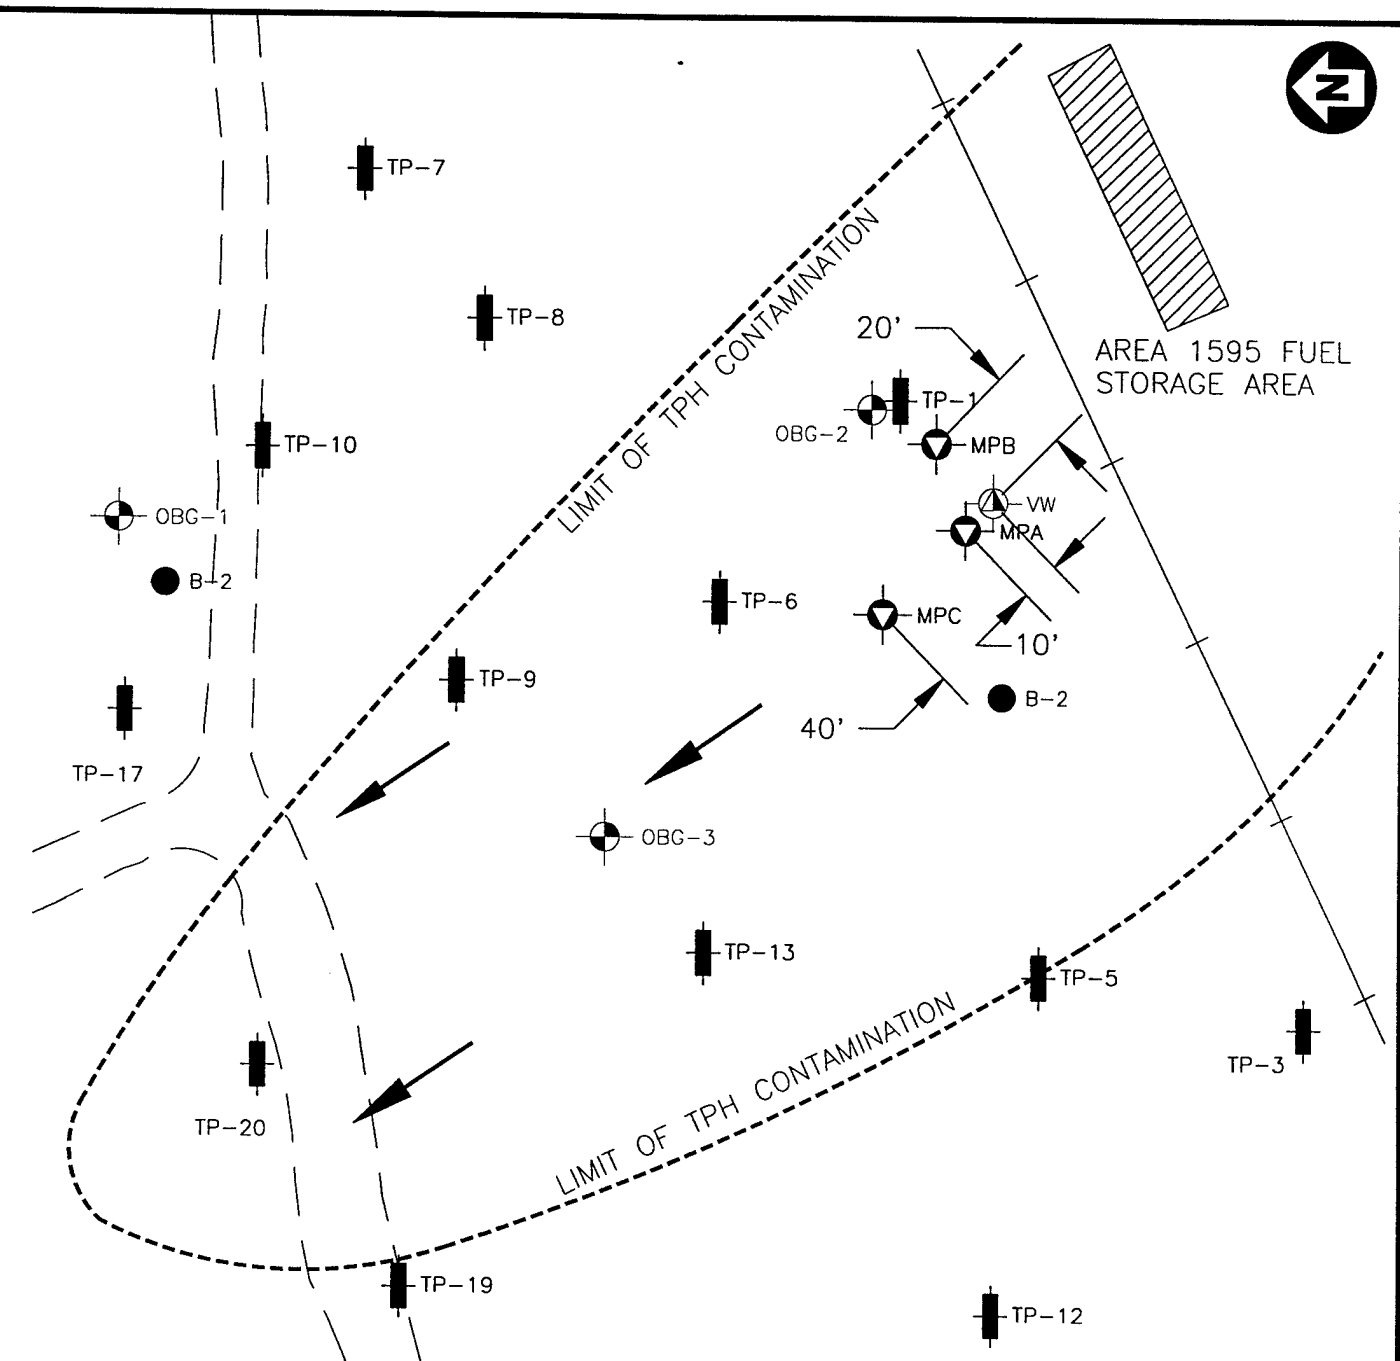 N
TP-7
TP-8
LIMIT OF TPH CONTAMINATION
20'
AREA 1595 FUEL
STORAGE AREA
TP-1
OBG-2
MPB
TP-10
VW
OBG-1
MPA
B-2
TP-6
MPC
10'
TP-9
B-2
40'
TP-17
OBG-3
TP-13
TP-5
LIMIT OF TPH CONTAMINATION
TP-3
TP-20
TP-19
TP-12